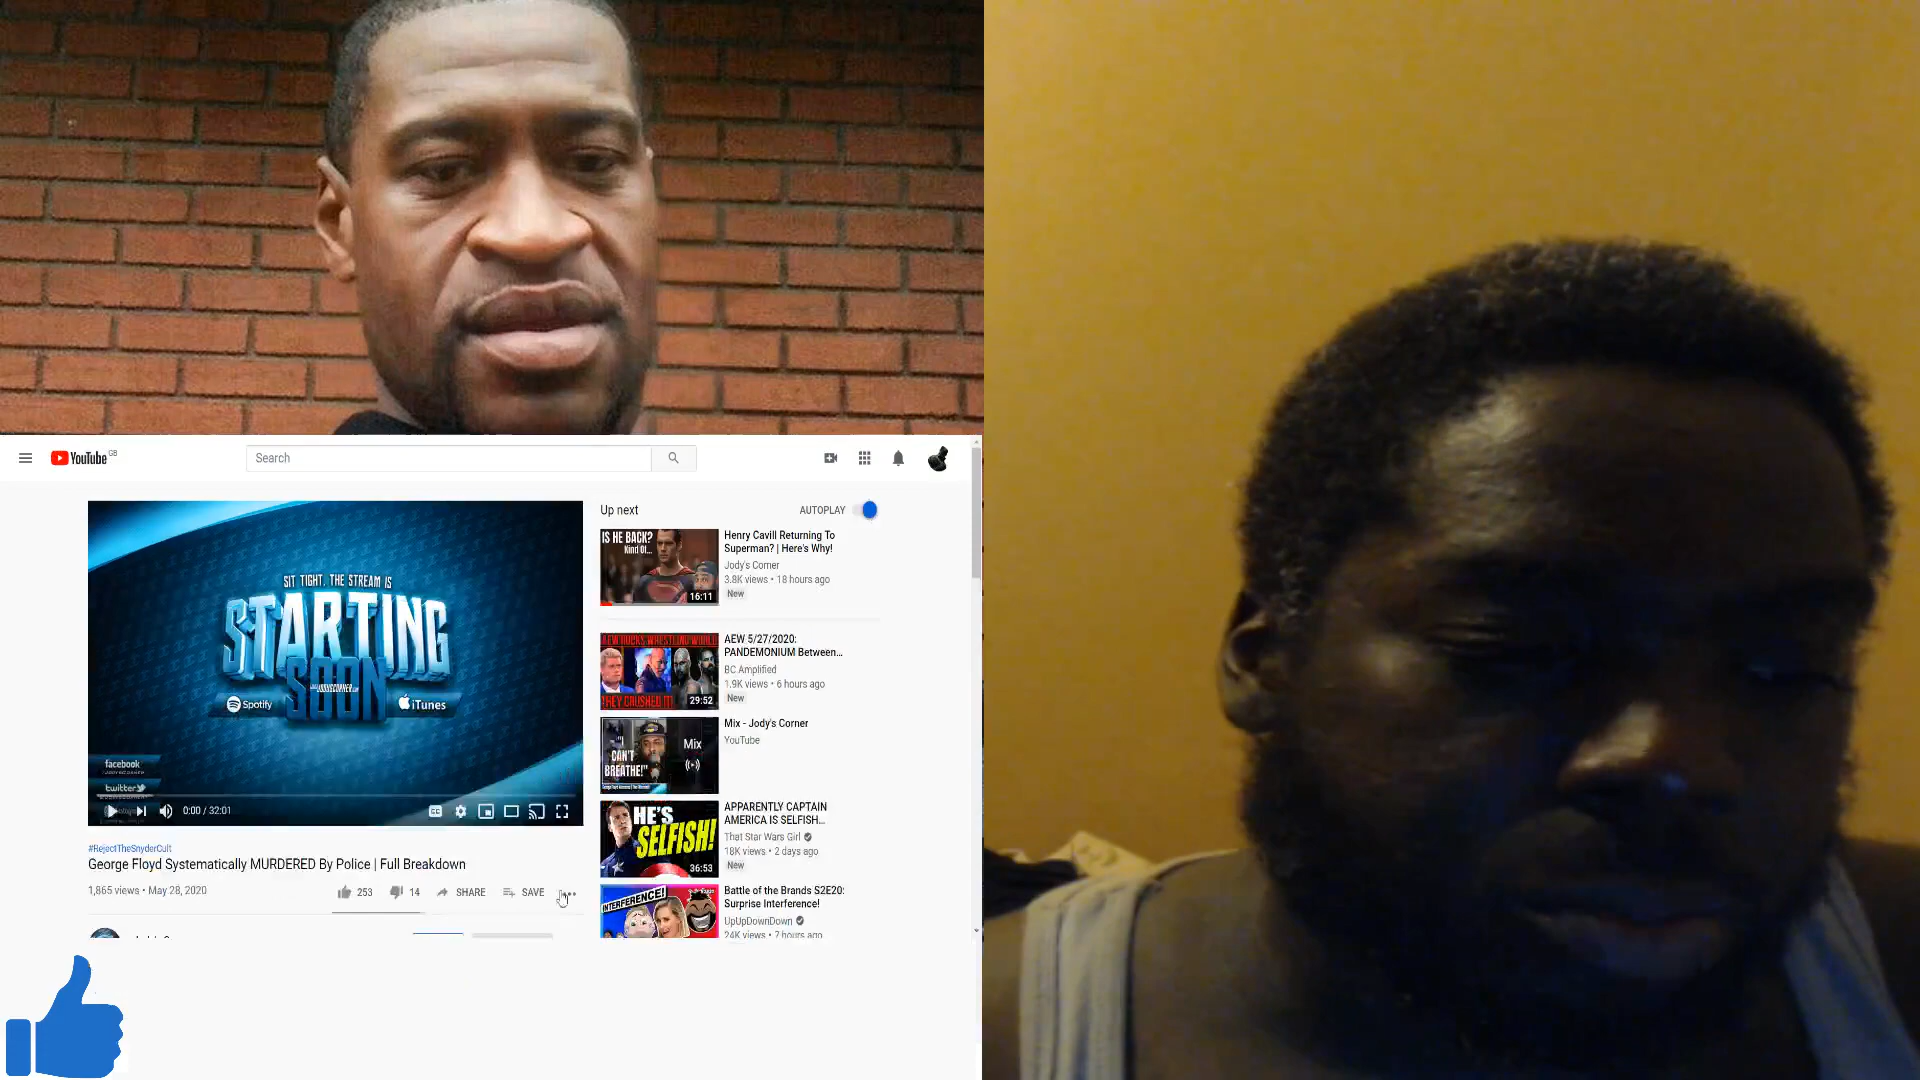 YouTube GB
Search
SIT TIGHT, THE STREAM IS
STARTING
SOON
Spotify
iTunes
facebook
twitter
0:00 / 32:01
#RejectTheSnyderCult
George Floyd Systematically MURDERED By Police | Full Breakdown
1,865 views • May 28, 2020
253
14
SHARE
SAVE
Up next
AUTOPLAY
IS HE BACK?
Kind Of...
16:11
Henry Cavill Returning To
Superman? | Here's Why!
Jody's Corner
3.8K views • 18 hours ago
New
29:52
AEW 5/27/2020:
PANDEMONIUM Between...
BC Amplified
1.9K views • 6 hours ago
New
CAN'T
BREATHE!"
Mix
Mix - Jody's Corner
YouTube
HE'S
SELFISH!
36:53
APPARENTLY CAPTAIN
AMERICA IS SELFISH...
That Star Wars Girl
18K views • 2 days ago
New
INTERFERENCE!
Battle of the Brands S2E20:
Surprise Interference!
UpUpDownDown
24K views • 7 hours ago